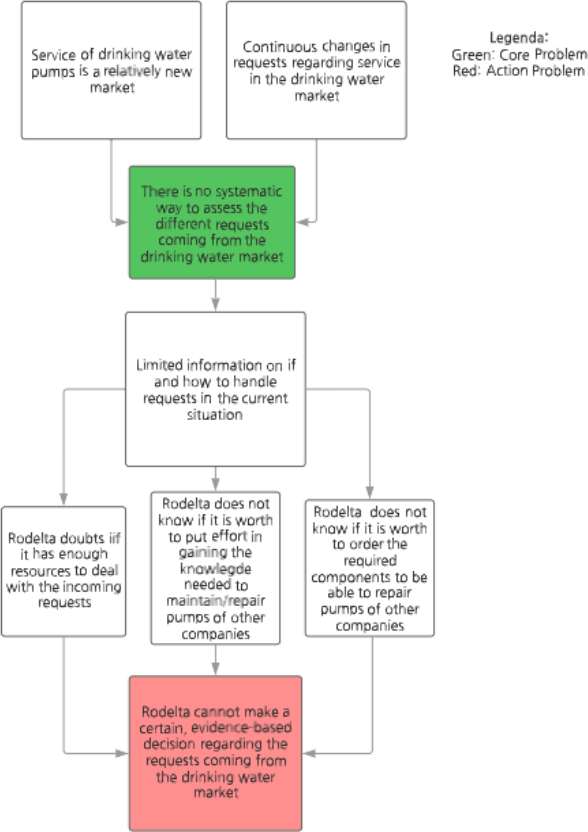 Service of drinking water
pumps is a relatively new
market
Continuous changes in
requests regarding service
in the drinking water
market
Legenda:
Green: Core Problem
Red: Action Problem
There is no systematic
way to assess the
different requests
coming from the
drinking water market
Limited information on if
and how to handle
requests in the current
situation
Rodelta doubts iif
it has enough
resources to deal
with the incoming
requests
Rodelta does not
know if it is worth
to put effort in
gaining the
knowlegde
needed to
maintain/repair
pumps of other
companies
Rodelta does not
know if it is worth
to order the
required
components to be
able to repair
pumps of other
companies
Rodelta cannot make a
certain, evidence-based
decision regarding the
requests coming from
the drinking water
market